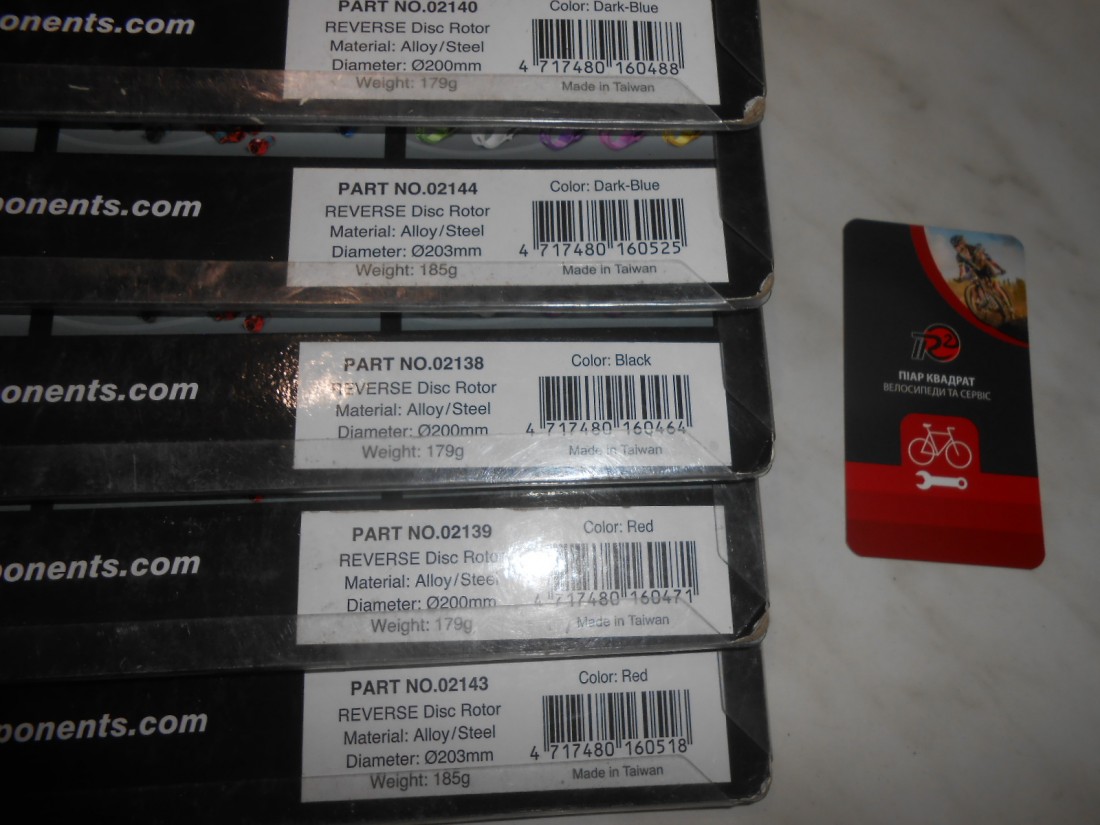 onents.com
PART NO.02140
REVERSE Disc Rotor
Material: Alloy/Steel
Diameter: Ø200mm
Weight: 179g
Color: Dark-Blue
4 717480 160488
Made in Taiwan
onents.com
PART NO.02144
REVERSE Disc Rotor
Material: Alloy/Steel
Diameter: Ø203mm
Weight: 185g
Color: Dark-Blue
4 717480 160525
Made in Taiwan
onents.com
PART NO.02138
REVERSE Disc Rotor
Material: Alloy/Steel
Diameter: Ø200mm
Weight: 179g
Color: Black
4 717480 160464
Made in Taiwan
ponents.com
PART NO.02139
REVERSE Disc Rotor
Material: Alloy/Steel
Diameter: Ø200mm
Weight: 179g
Color: Red
4 717480 160471
Made in Taiwan
ponents.com
PART NO.02143
REVERSE Disc Rotor
Material: Alloy/Steel
Diameter: Ø203mm
Weight: 185g
Color: Red
4 717480 160518
Made in Taiwan
ПІАР КВАДРАТ
ВЕЛОСИПЕДИ ТА СЕРВІС